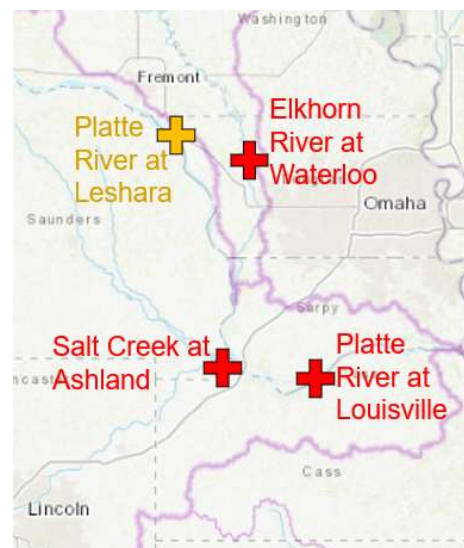 Washington
Fremont
Elkhorn
River at
Waterloo
Platte
River at
Leshara
Omaha
Saunders
Sarpy
Salt Creek at
Ashland
Platte
River at
Louisville
Cass
Lincoln